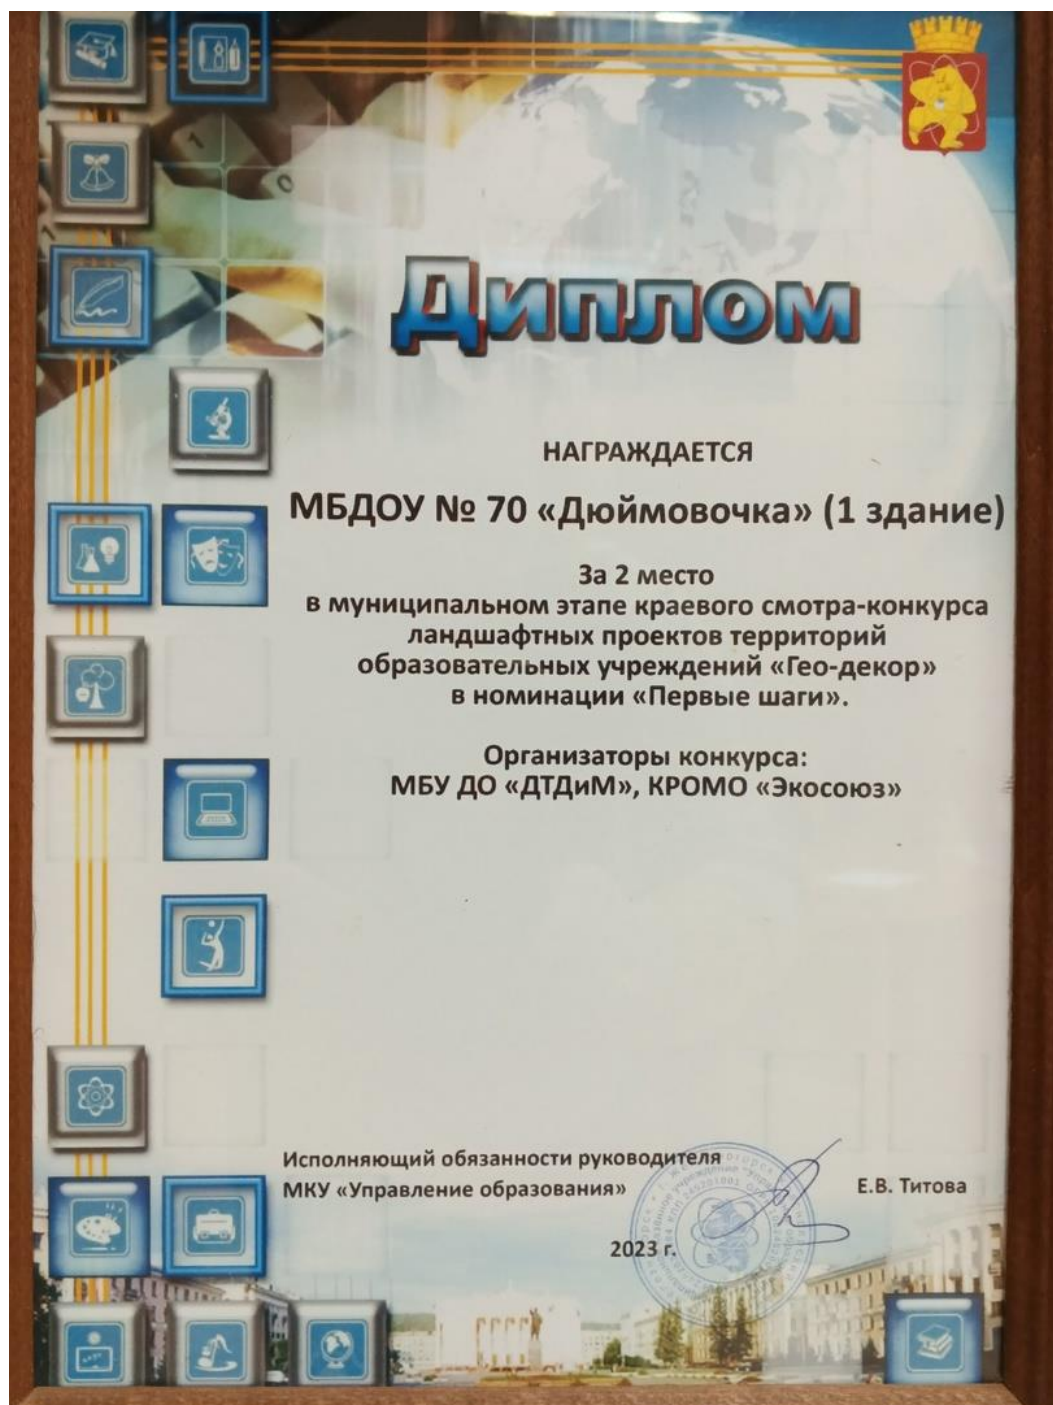 Диплом
НАГРАЖДАЕТСЯ
МБДОУ № 70 «Дюймовочка» (1 здание)
За 2 место
в муниципальном этапе краевого смотра-конкурса
ландшафтных проектов территорий
образовательных учреждений «Гео-декор»
в номинации «Первые шаги».
Организаторы конкурса:
МБУ ДО «ДТДиМ», КРОМО «Экосоюз»
Исполняющий обязанности руководителя
МКУ «Управление образования»
Е.В. Титова
2023 г.